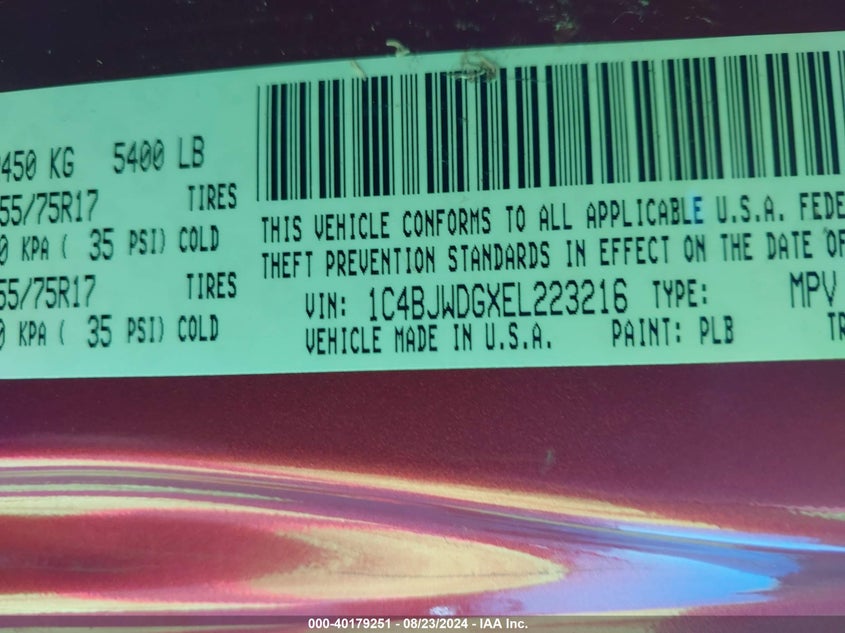 450 KG 5400 LB
55/75R17 TIRES
0 KPA ( 35 PSI) COLD
55/75R17 TIRES
0 KPA ( 35 PSI) COLD
THIS VEHICLE CONFORMS TO ALL APPLICABLE U.S.A. FEDE
THEFT PREVENTION STANDARDS IN EFFECT ON THE DATE OF
VIN: 1C4BJWDGXEL223216 TYPE: MPV
VEHICLE MADE IN U.S.A. PAINT: PLB TR
000-40179251 - 08/23/2024 - IAA Inc.